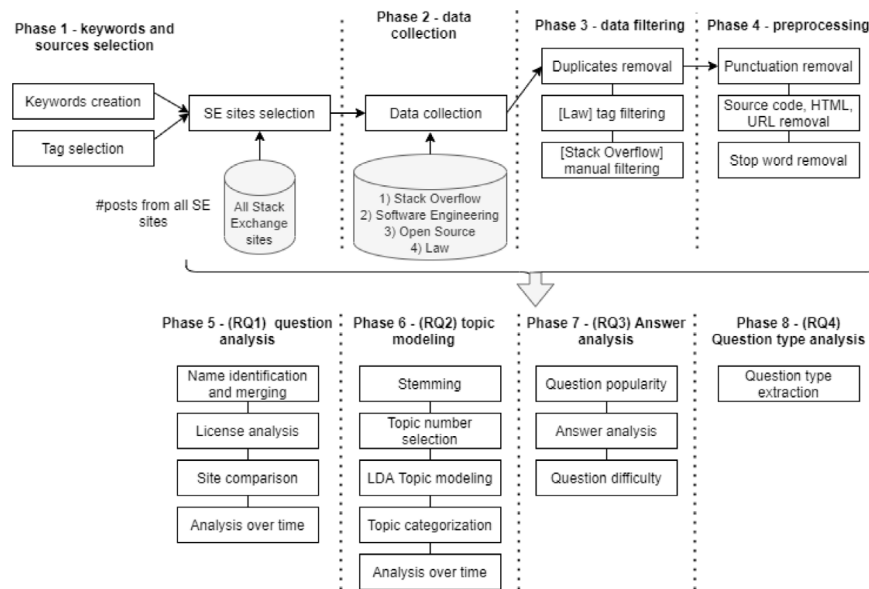 Phase 1 - keywords and
sources selection
Keywords creation
Tag selection
SE sites selection
#posts from all SE
sites
All Stack
Exchange
sites
Phase 2 - data
collection
Data collection
1) Stack Overflow
2) Software Engineering
3) Open Source
4) Law
Phase 3 - data filtering
Duplicates removal
[Law] tag filtering
[Stack Overflow]
manual filtering
Phase 4 - preprocessing
Punctuation removal
Source code, HTML,
URL removal
Stop word removal
Phase 5 - (RQ1) question
analysis
Name identification
and merging
License analysis
Site comparison
Analysis over time
Phase 6 - (RQ2) topic
modeling
Stemming
Topic number
selection
LDA Topic modeling
Topic categorization
Analysis over time
Phase 7 - (RQ3) Answer
analysis
Question popularity
Answer analysis
Question difficulty
Phase 8 - (RQ4)
Question type analysis
Question type
extraction